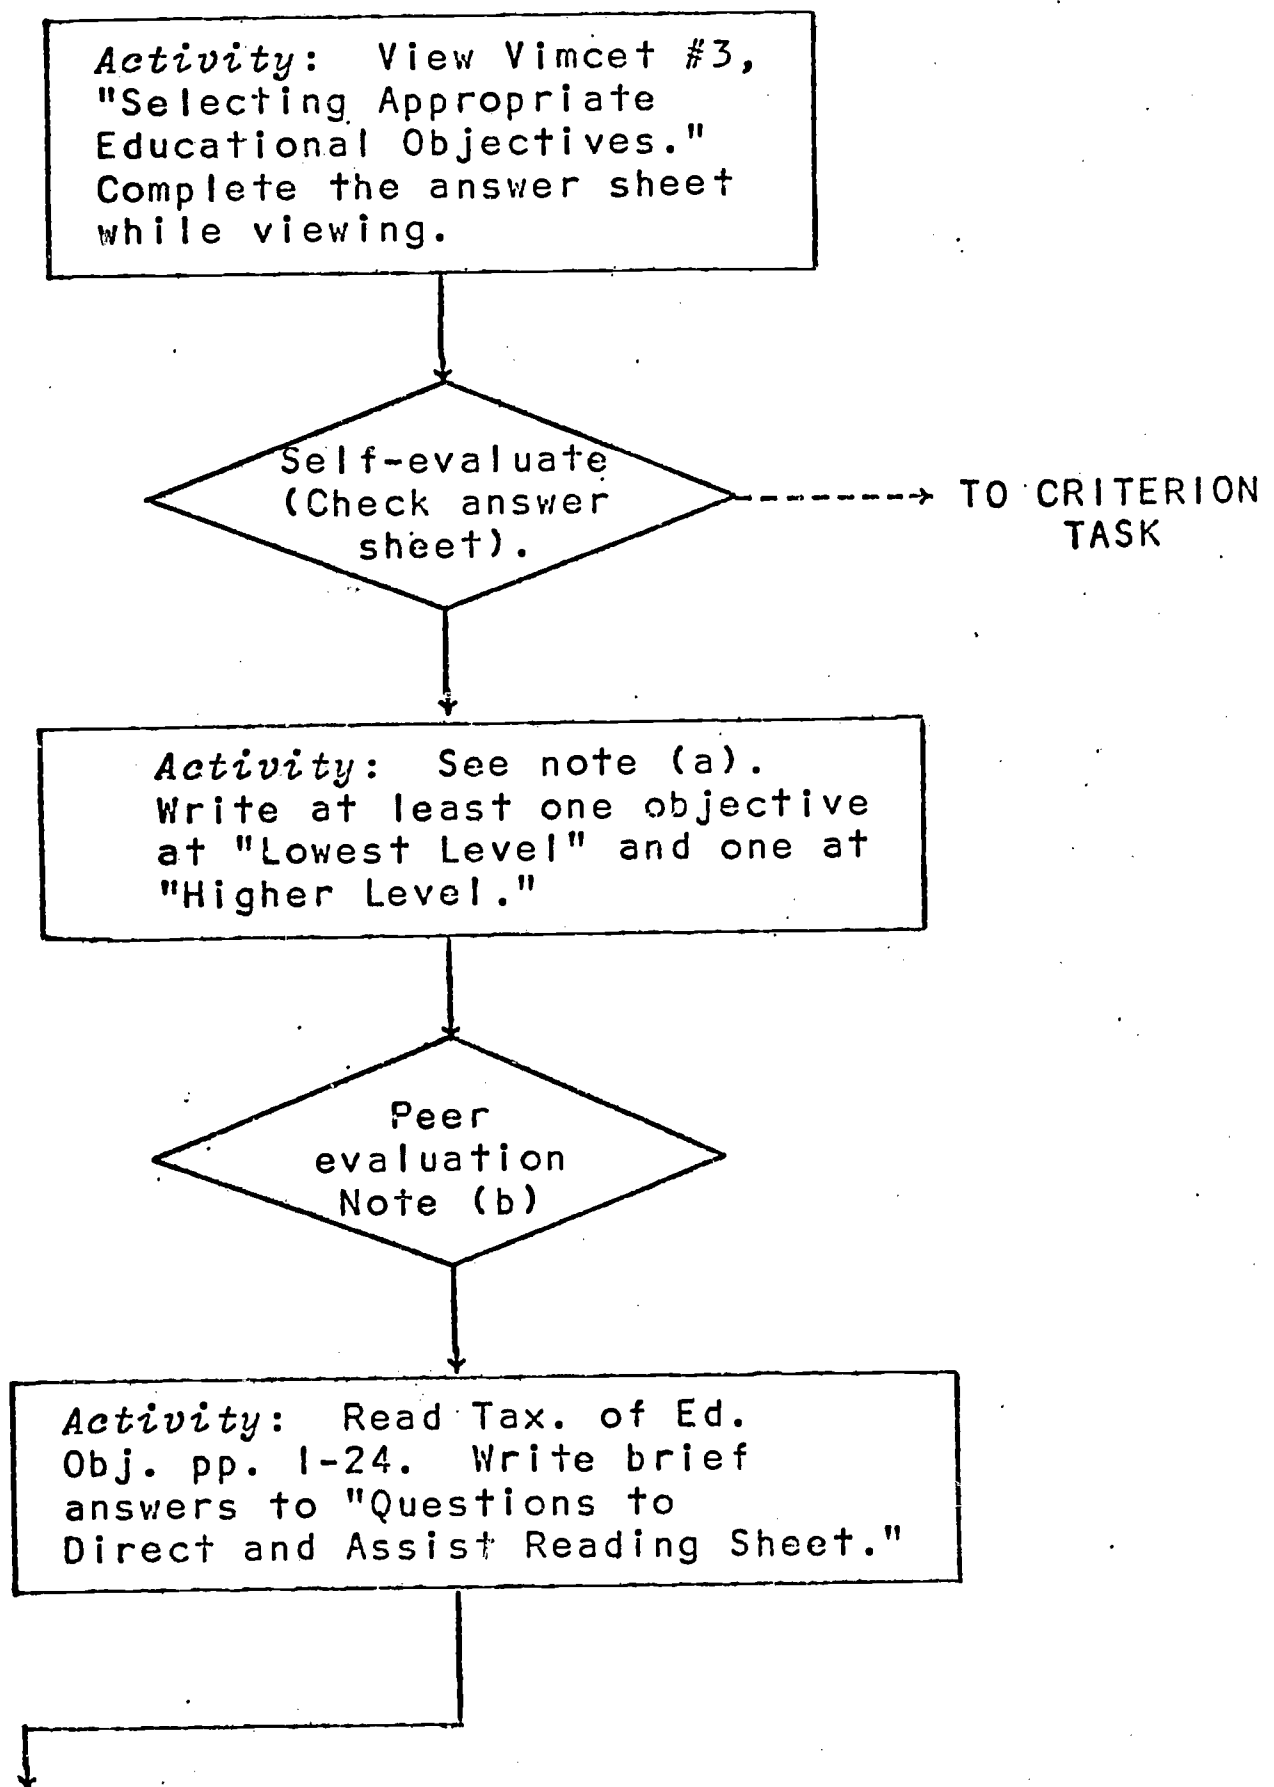 Activity: View Vimcet #3,
"Selecting Appropriate
Educational Objectives."
Complete the answer sheet
while viewing.
Self-evaluate
(Check answer
sheet).
TO CRITERION
TASK
Activity: See note (a).
Write at least one objective
at "Lowest Level" and one at
"Higher Level."
Peer
evaluation
Note (b)
Activity: Read Tax. of Ed.
Obj. pp. 1-24. Write brief
answers to "Questions to
Direct and Assist Reading Sheet."